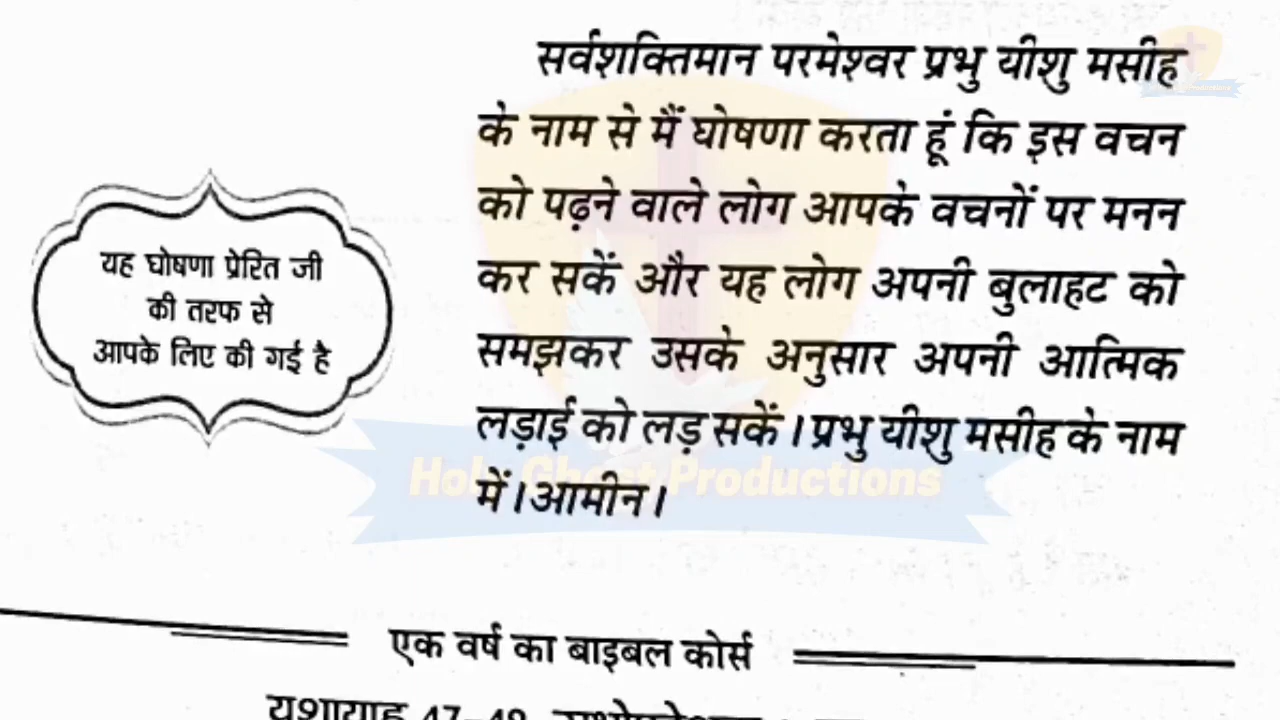 सर्वशक्तिमान परमेश्वर प्रभु यीशु मसीह
के नाम से मैं घोषणा करता हूं कि इस वचन
को पढ़ने वाले लोग आपके वचनों पर मनन
कर सकें और यह लोग अपनी बुलाहट को
समझकर उसके अनुसार अपनी आत्मिक
लड़ाई को लड़ सकें । प्रभु यीशु मसीह के नाम
में । आमीन ।
यह घोषणा प्रेरित जी
की तरफ से
आपके लिए की गई है
Holy Ghost Productions
एक वर्ष का बाइबल कोर्स
यशायाह 47-49